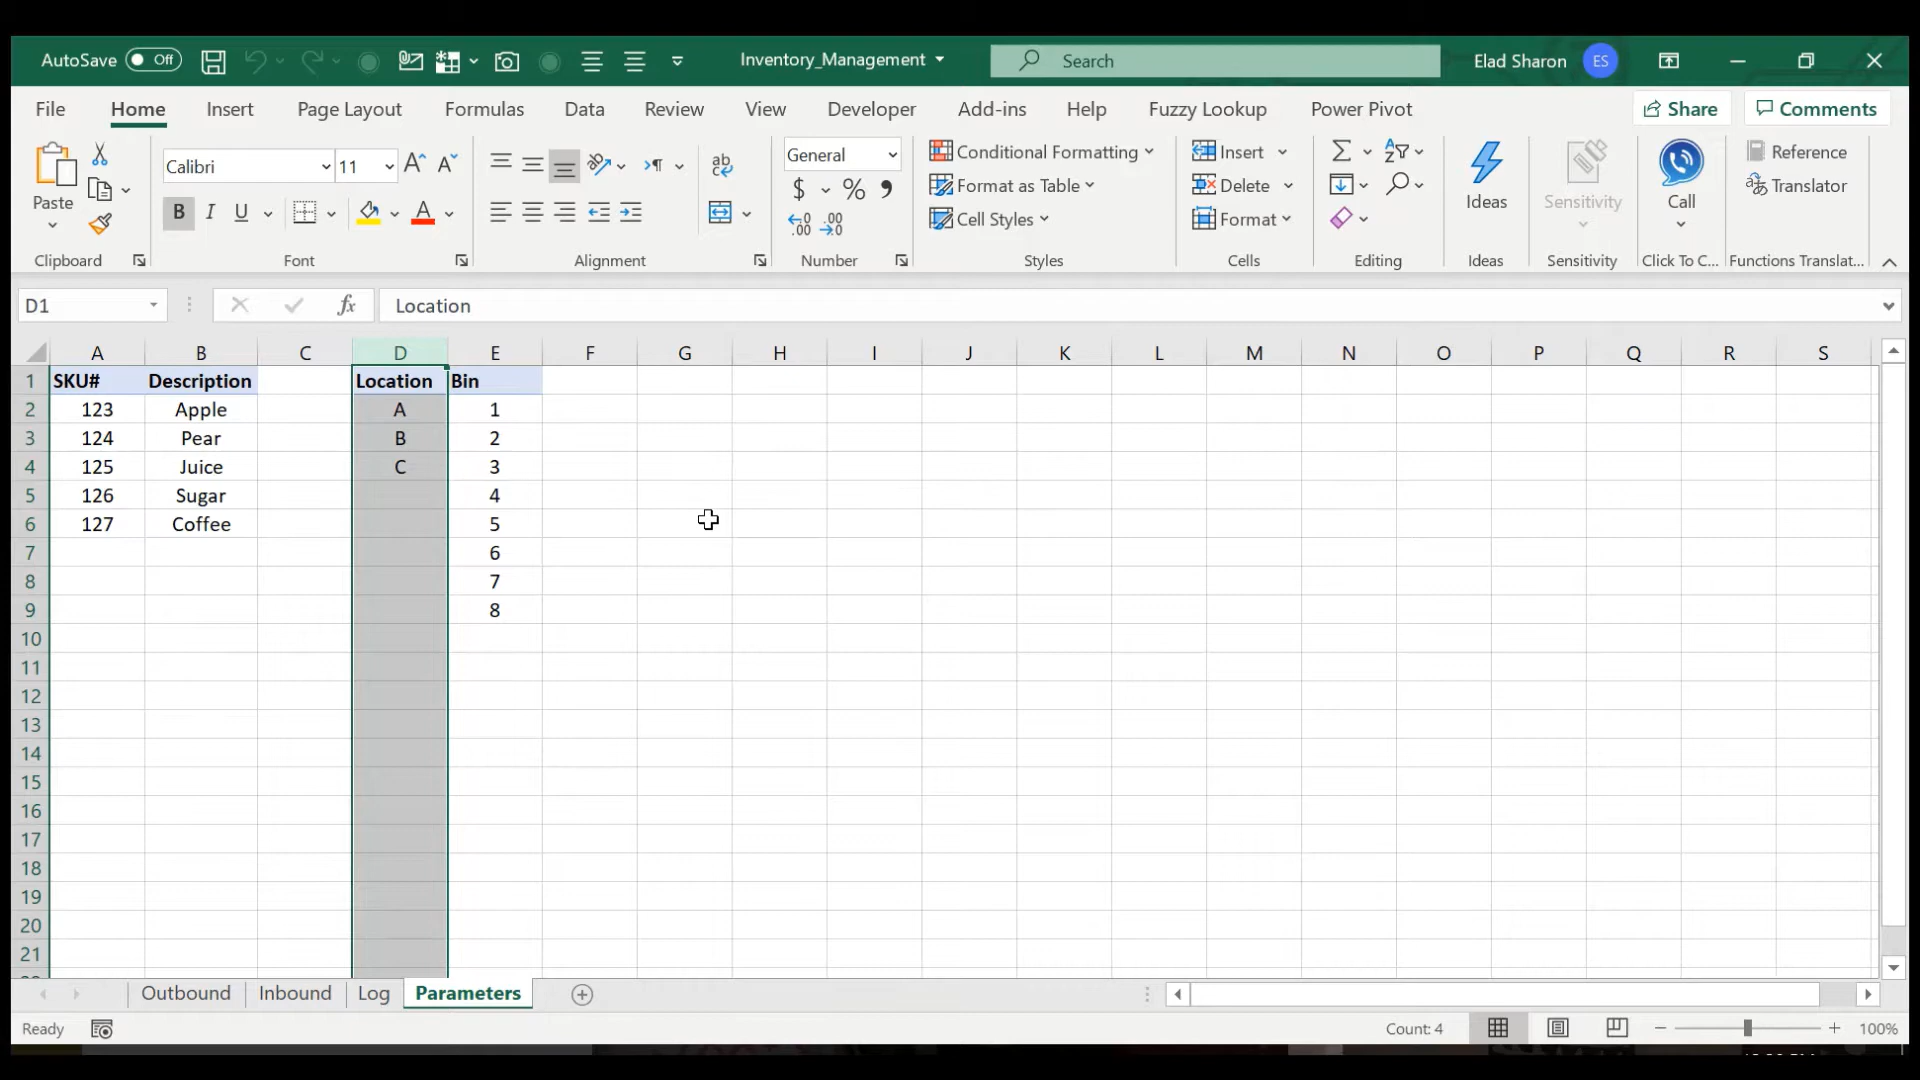 AutoSave Off Inventory_Management Search Elad Sharon ES
File Home Insert Page Layout Formulas Data Review View Developer Add-ins Help Fuzzy Lookup Power Pivot Share Comments
Paste Calibri 11 General Conditional Formatting Insert Ideas Sensitivity Call Reference
B I U $ % Format as Table Delete Translator
Cell Styles Format
Clipboard Font Alignment Number Styles Cells Editing Ideas Sensitivity Click To C... Functions Translat...
D1 fx Location
A B C D E F G H I J K L M N O P Q R S
1 SKU# Description Location Bin
2 123 Apple A 1
3 124 Pear B 2
4 125 Juice C 3
5 126 Sugar 4
6 127 Coffee 5
7 6
8 7
9 8
10
11
12
13
14
15
16
17
18
19
20
21
Outbound Inbound Log Parameters
Ready Count: 4 100%